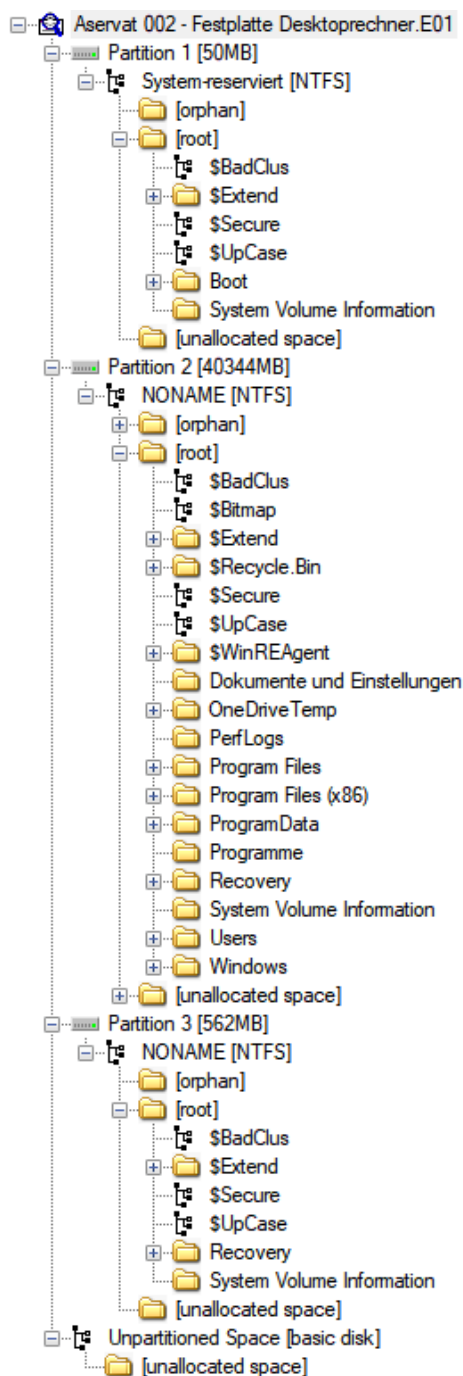 Aservat 002 - Festplatte Desktoprechner.E01
Partition 1 [50MB]
System-reserviert [NTFS]
[orphan]
[root]
$BadClus
$Extend
$Secure
$UpCase
Boot
System Volume Information
[unallocated space]
Partition 2 [40344MB]
NONAME [NTFS]
[orphan]
[root]
$BadClus
$Bitmap
$Extend
$Recycle.Bin
$Secure
$UpCase
$WinREAgent
Dokumente und Einstellungen
OneDriveTemp
PerfLogs
Program Files
Program Files (x86)
ProgramData
Programme
Recovery
System Volume Information
Users
Windows
[unallocated space]
Partition 3 [562MB]
NONAME [NTFS]
[orphan]
[root]
$BadClus
$Extend
$Secure
$UpCase
Recovery
System Volume Information
[unallocated space]
Unpartitioned Space [basic disk]
[unallocated space]